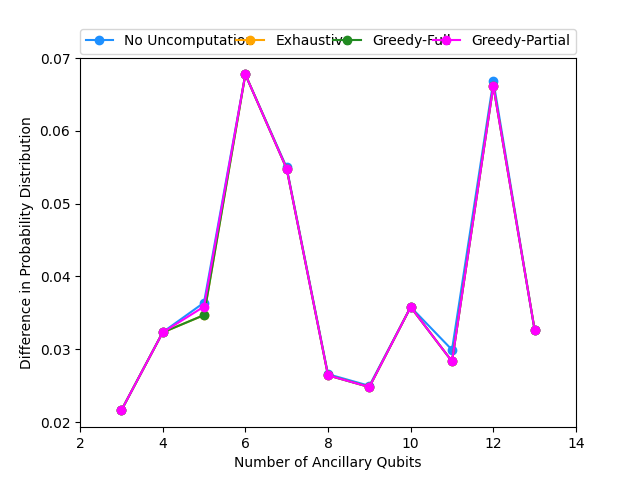 No Uncomputation Exhaustive Greedy-Full Greedy-Partial
0.07
0.06
0.05
0.04
0.03
0.02
Difference in Probability Distribution
2 4 6 8 10 12 14
Number of Ancillary Qubits